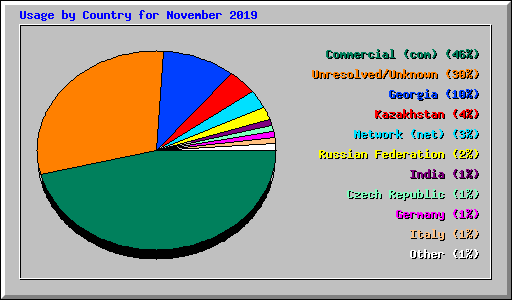 Usage by Country for November 2019
Commercial (com) (46%)
Unresolved/Unknown (30%)
Georgia (10%)
Kazakhstan (4%)
Network (net) (3%)
Russian Federation (2%)
India (1%)
Czech Republic (1%)
Germany (1%)
Italy (1%)
Other (1%)